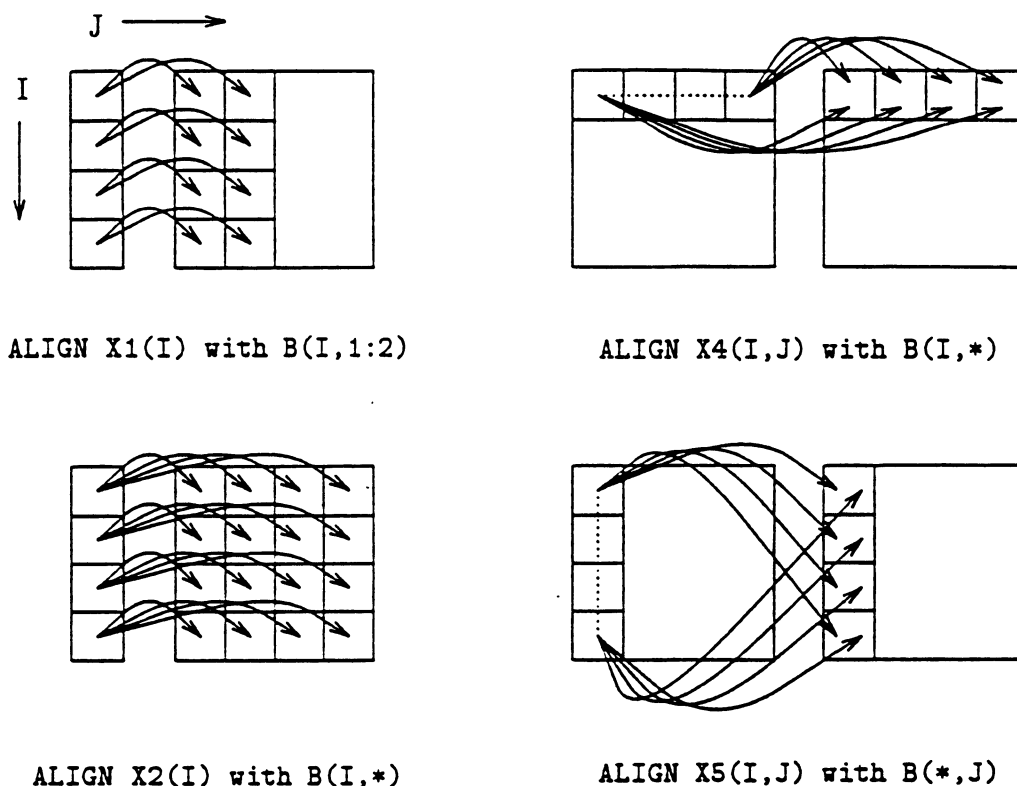 J
I
ALIGN X1(I) with B(I,1:2)
ALIGN X4(I,J) with B(I,*)
ALIGN X2(I) with B(I,*)
ALIGN X5(I,J) with B(*,J)